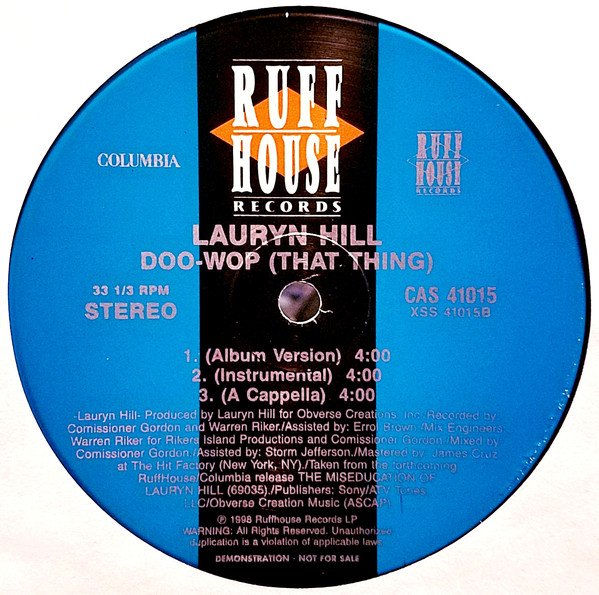 RUFF
HOUSE
RECORDS
COLUMBIA
RUFF
HOUSE
RECORDS
LAURYN HILL
DOO-WOP (THAT THING)
33 1/3 RPM
STEREO
CAS 41015
XSS 41015B
1. (Album Version) 4:00
2. (Instrumental) 4:00
3. (A Cappella) 4:00
-Lauryn Hill- Produced by Lauryn Hill for Obverse Creations, Inc./Recorded by
Comissioner Gordon and Warren Riker./Assisted by: Errol Brown./Mix Engineers
Warren Riker for Rikers Island Productions and Comissioner Gordon./Mixed by
Comissioner Gordon./Assisted by: Storm Jefferson./Mastered by: James Cruz
at The Hit Factory (New York, NY)./Taken from the forthcoming
RuffHouse/Columbia release THE MISEDUCATION OF
LAURYN HILL (69035)./Publishers: Sony/ATV Tunes
LLC/Obverse Creation Music (ASCAP)
℗ 1998 Ruffhouse Records LP
WARNING: All Rights Reserved. Unauthorized
duplication is a violation of applicable laws.
DEMONSTRATION - NOT FOR SALE